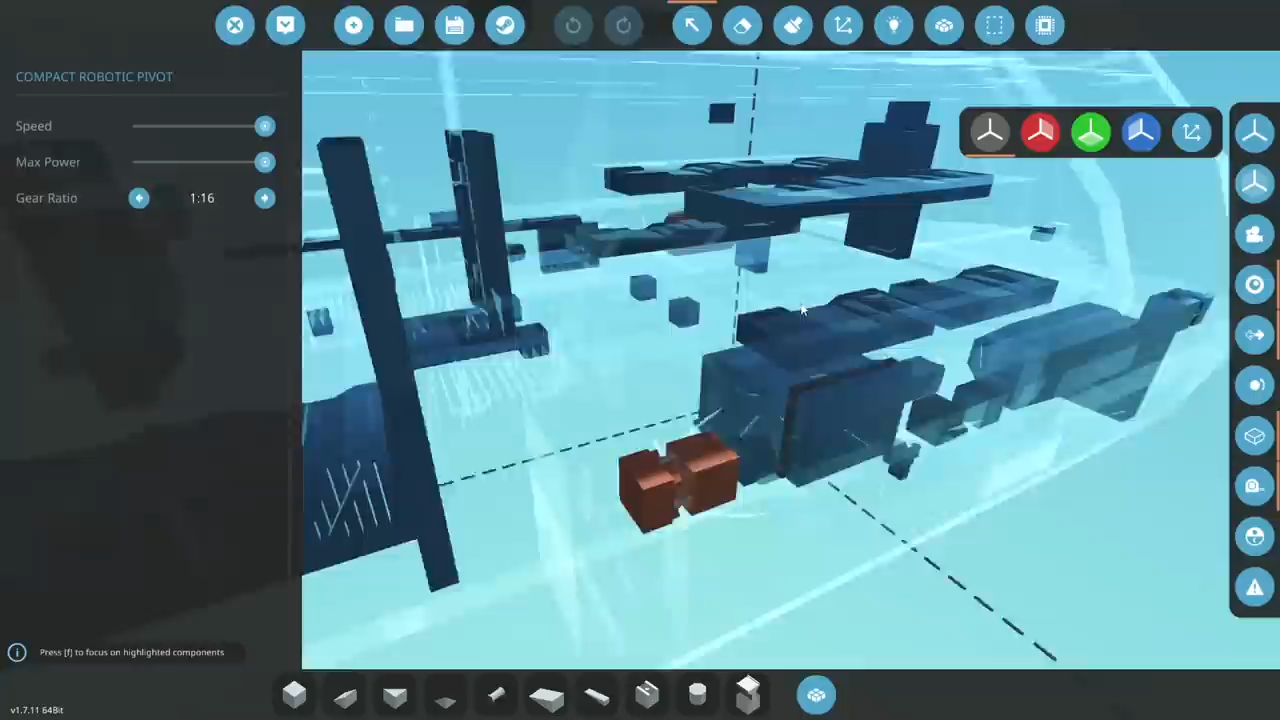 COMPACT ROBOTIC PIVOT
Speed
Max Power
Gear Ratio 1:16
Press [f] to focus on highlighted components
v1.7.11 64Bit